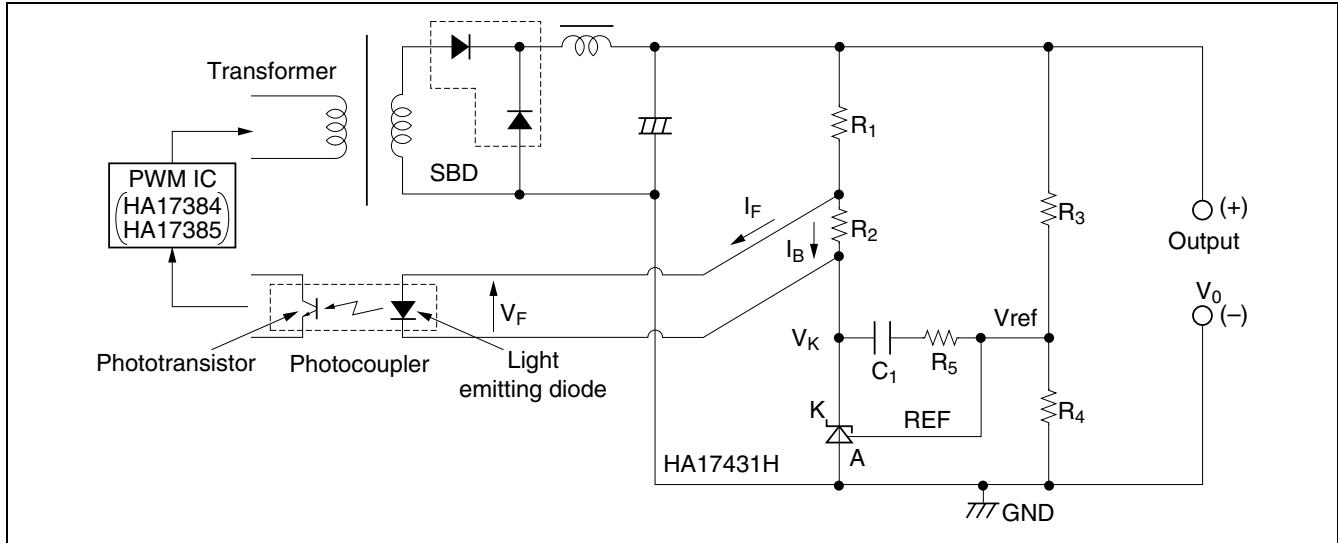 Transformer
SBD
PWM IC
(HA17384
HA17385)
R1
IF
R2
IB
R3
(+)
Output
V0
(–)
VF
Vref
VK
C1
R5
Phototransistor
Photocoupler
Light
emitting diode
K
REF
R4
A
HA17431H
GND